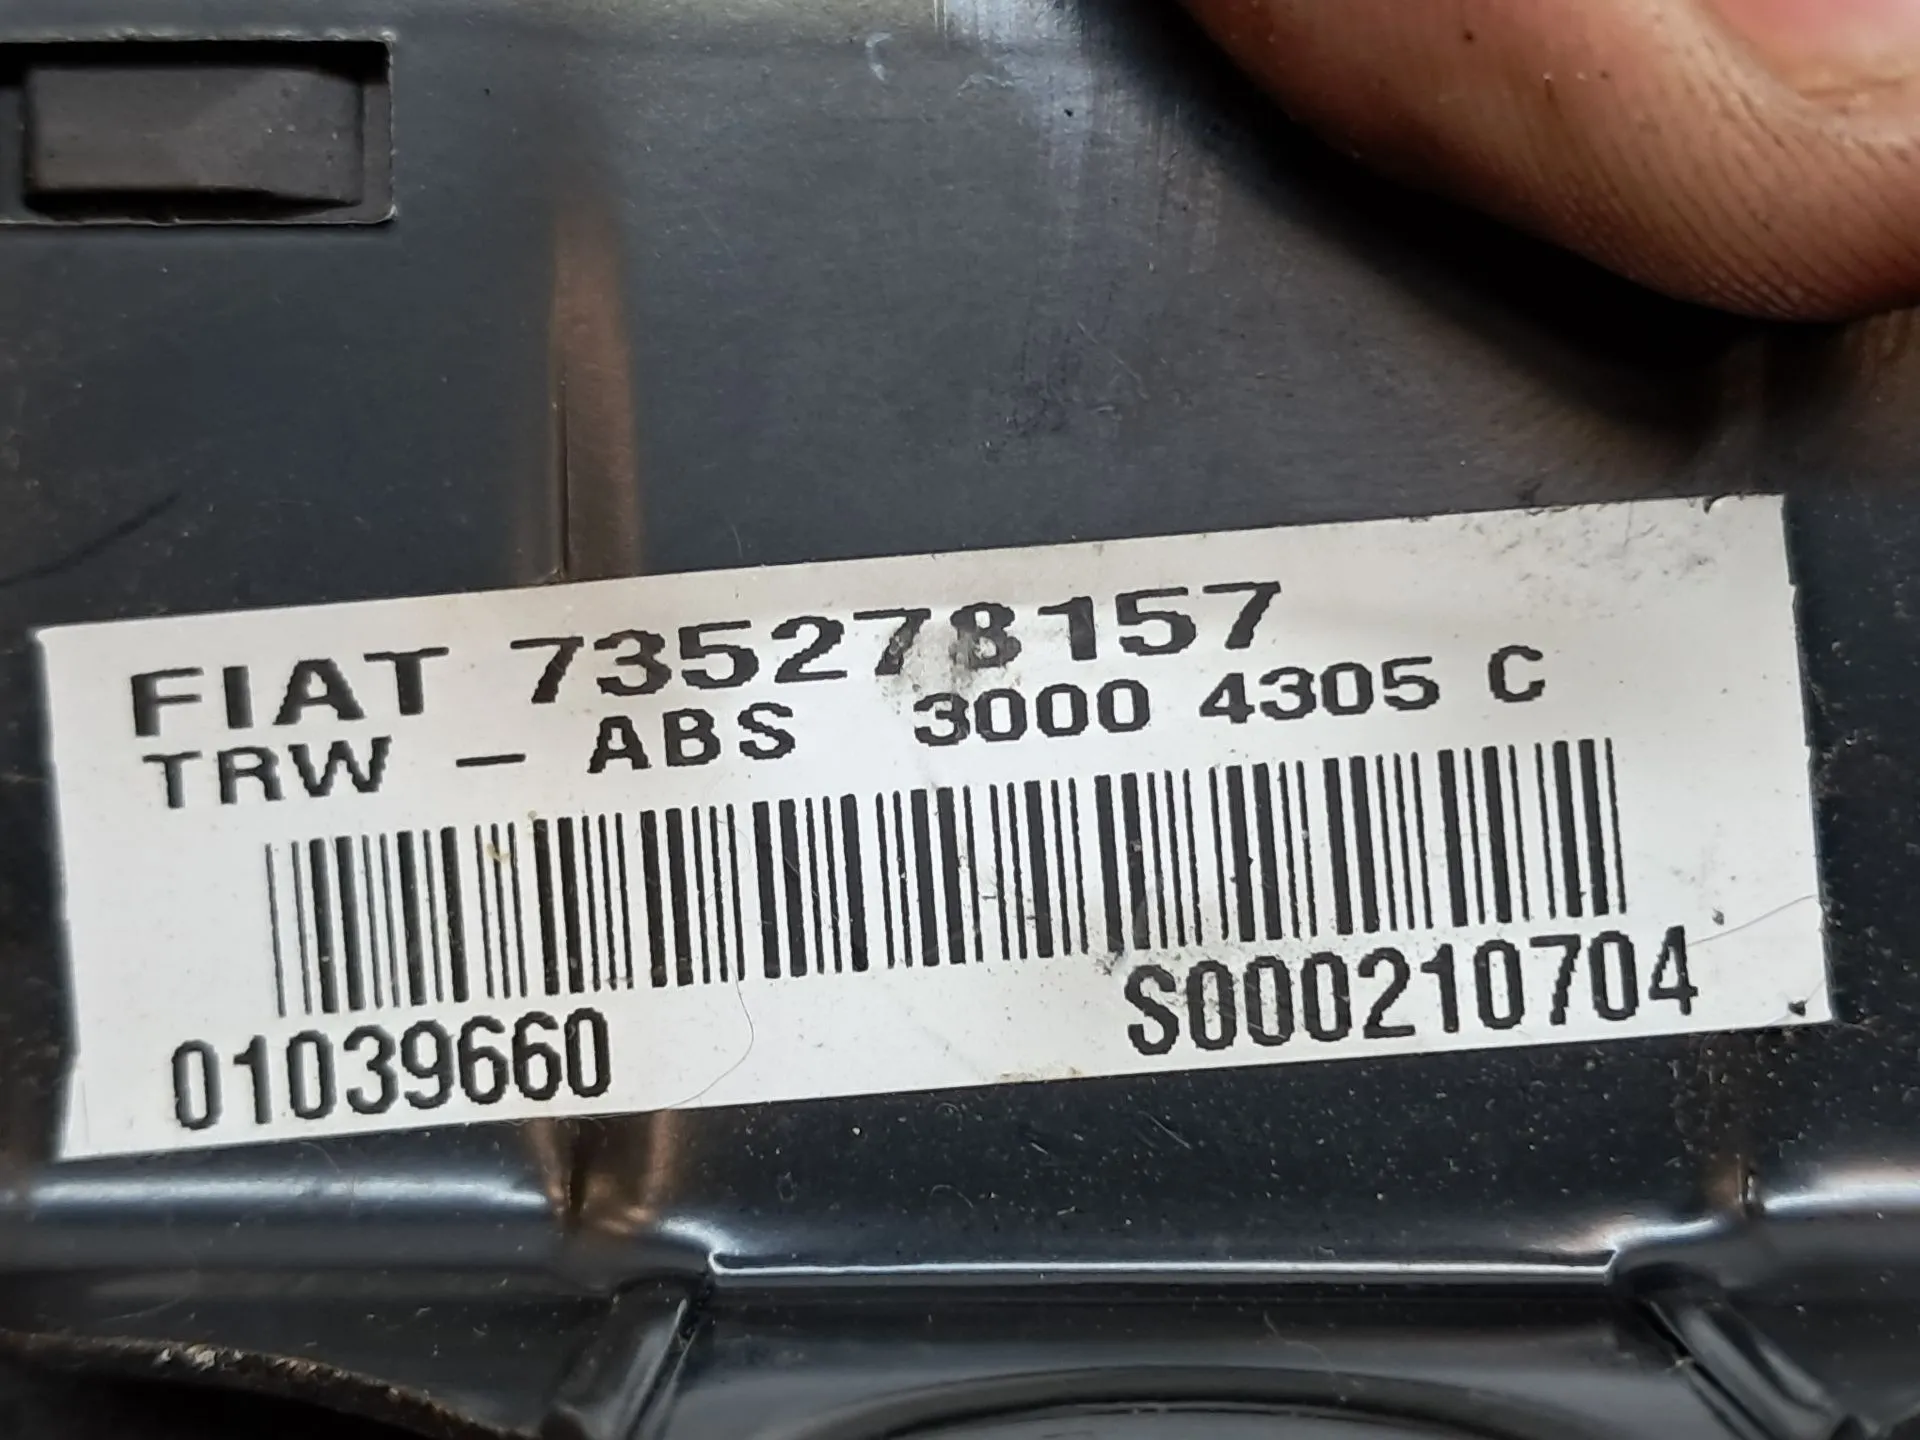 FIAT 735278157
TRW - ABS 3000 4305 C
01039660 S000210704